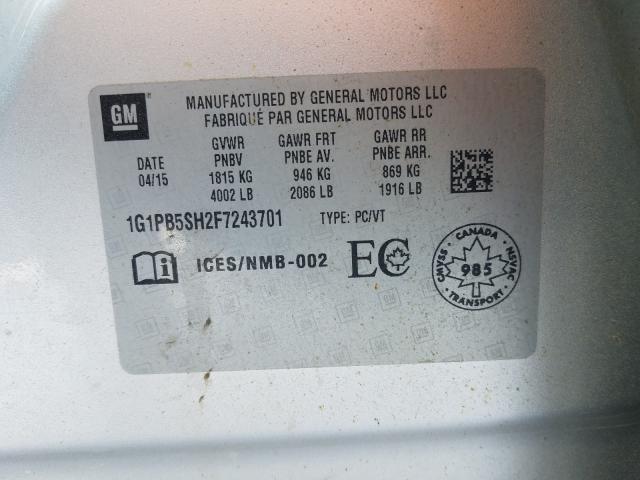 GM
MANUFACTURED BY GENERAL MOTORS LLC
FABRIQUÉ PAR GENERAL MOTORS LLC
GVWR GAWR FRT GAWR RR
DATE PNBV PNBE AV. PNBE ARR.
04/15 1815 KG 946 KG 869 KG
4002 LB 2086 LB 1916 LB
1G1PB5SH2F7243701 TYPE: PC/VT
ICES/NMB-002 EC
CANADA
CMVSS 985 NSVAC
TRANSPORT